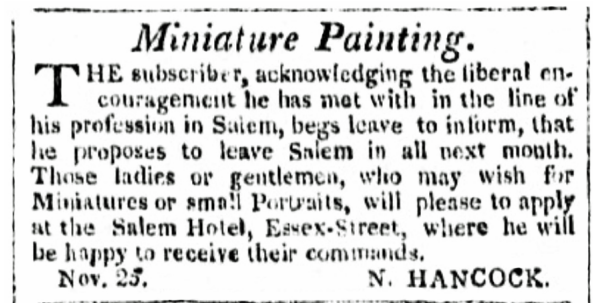 Miniature Painting.
THE subscriber, acknowledging the liberal en-
couragement he has met with in the line of
his profession in Salem, begs leave to inform, that
he proposes to leave Salem in all next month.
Those ladies or gentlemen, who may wish for
Miniatures or small Portraits, will please to apply
at the Salem Hotel, Essex-Street, where he will
be happy to receive their commands.
Nov. 25. N. HANCOCK.